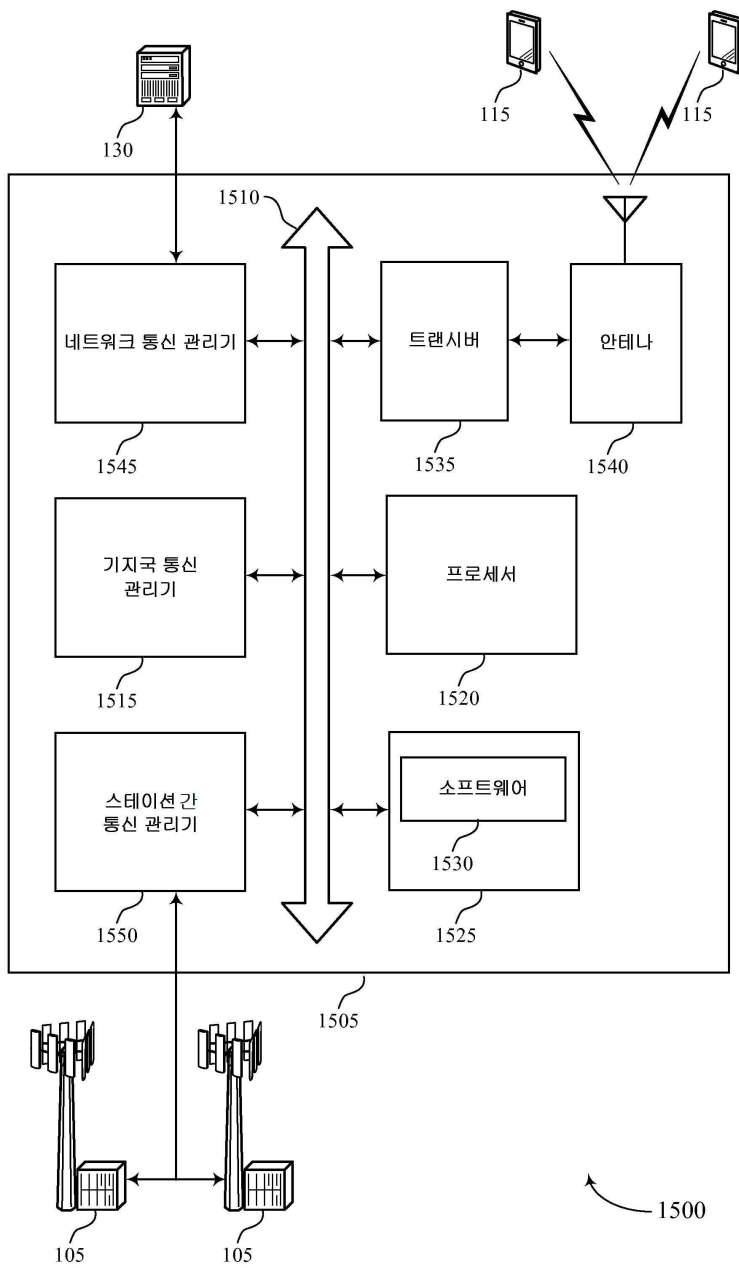 130
115
115
1510
네트워크 통신 관리기
트랜시버
안테나
1545
1535
1540
기지국 통신
관리기
프로세서
1515
1520
스테이션 간
통신 관리기
소프트웨어
1530
1550
1525
1505
105
105
1500